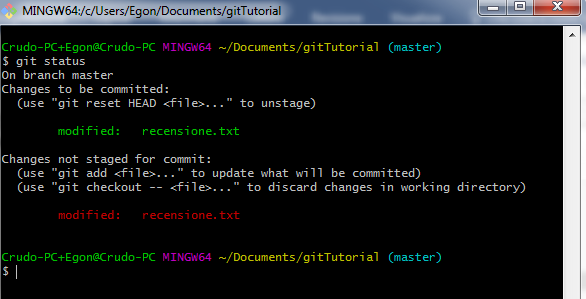 MINGW64:/c/Users/Egon/Documents/gitTutorial
Crudo-PC+Egon@Crudo-PC MINGW64 ~/Documents/gitTutorial (master)
$ git status
On branch master
Changes to be committed:
  (use "git reset HEAD <file>..." to unstage)
        modified:   recensione.txt
Changes not staged for commit:
  (use "git add <file>..." to update what will be committed)
  (use "git checkout -- <file>..." to discard changes in working directory)
        modified:   recensione.txt
Crudo-PC+Egon@Crudo-PC MINGW64 ~/Documents/gitTutorial (master)
$